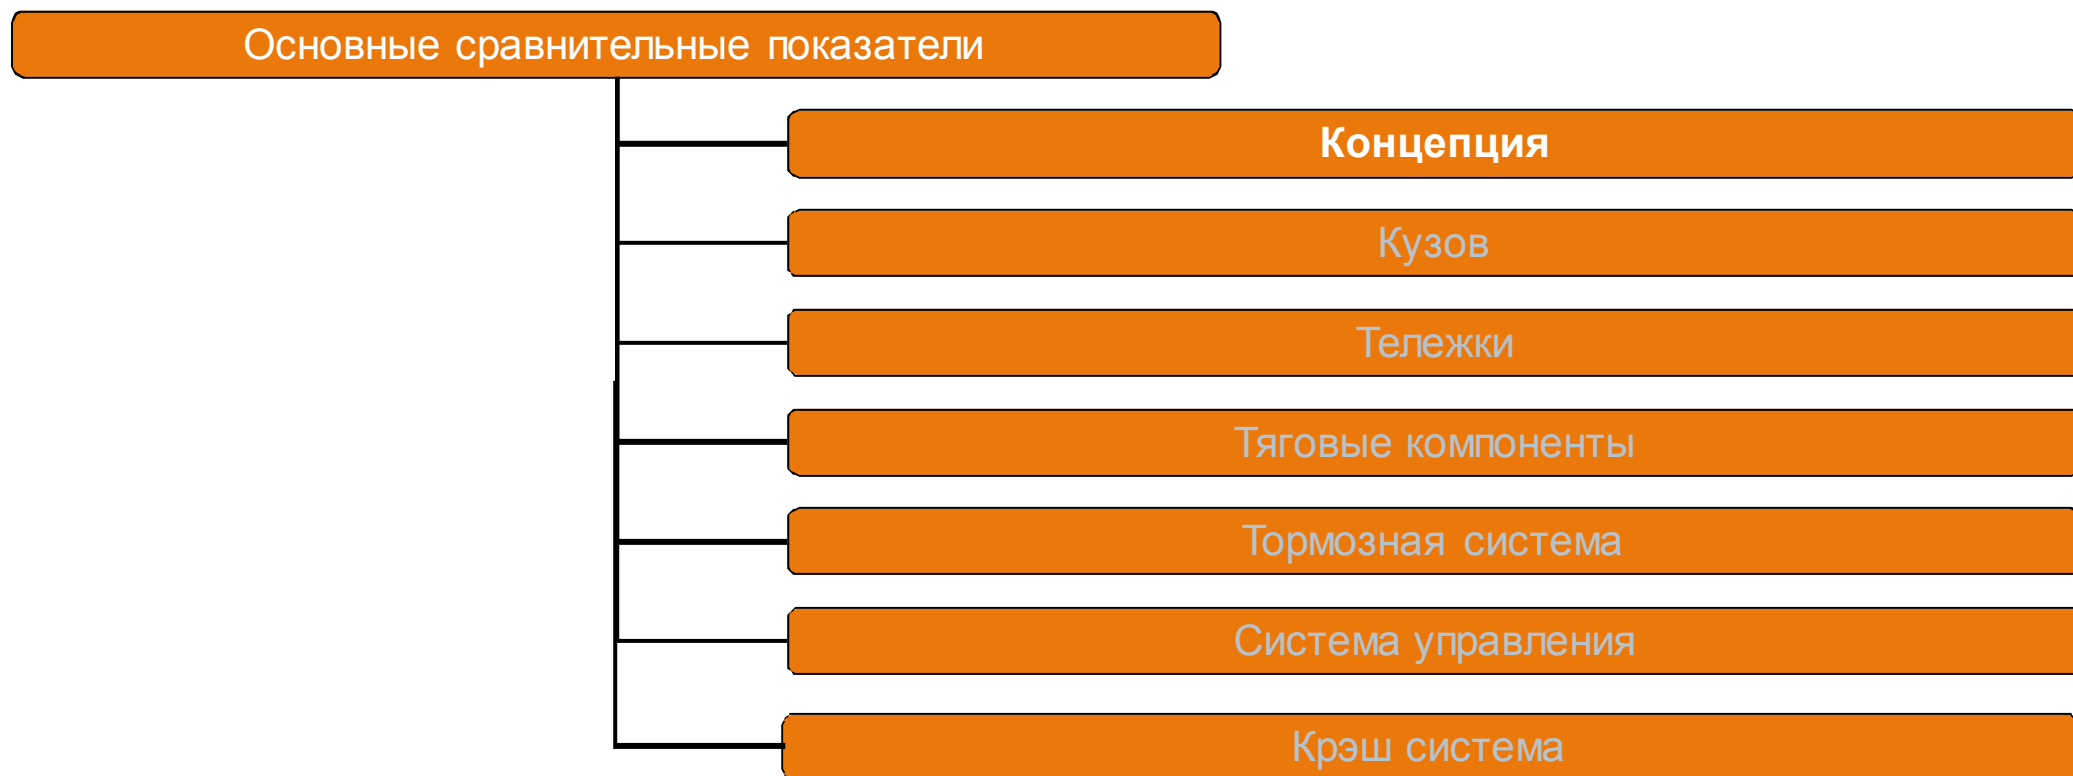 Основные сравнительные показатели
Концепция
Кузов
Тележки
Тяговые компоненты
Тормозная система
Система управления
Крэш система